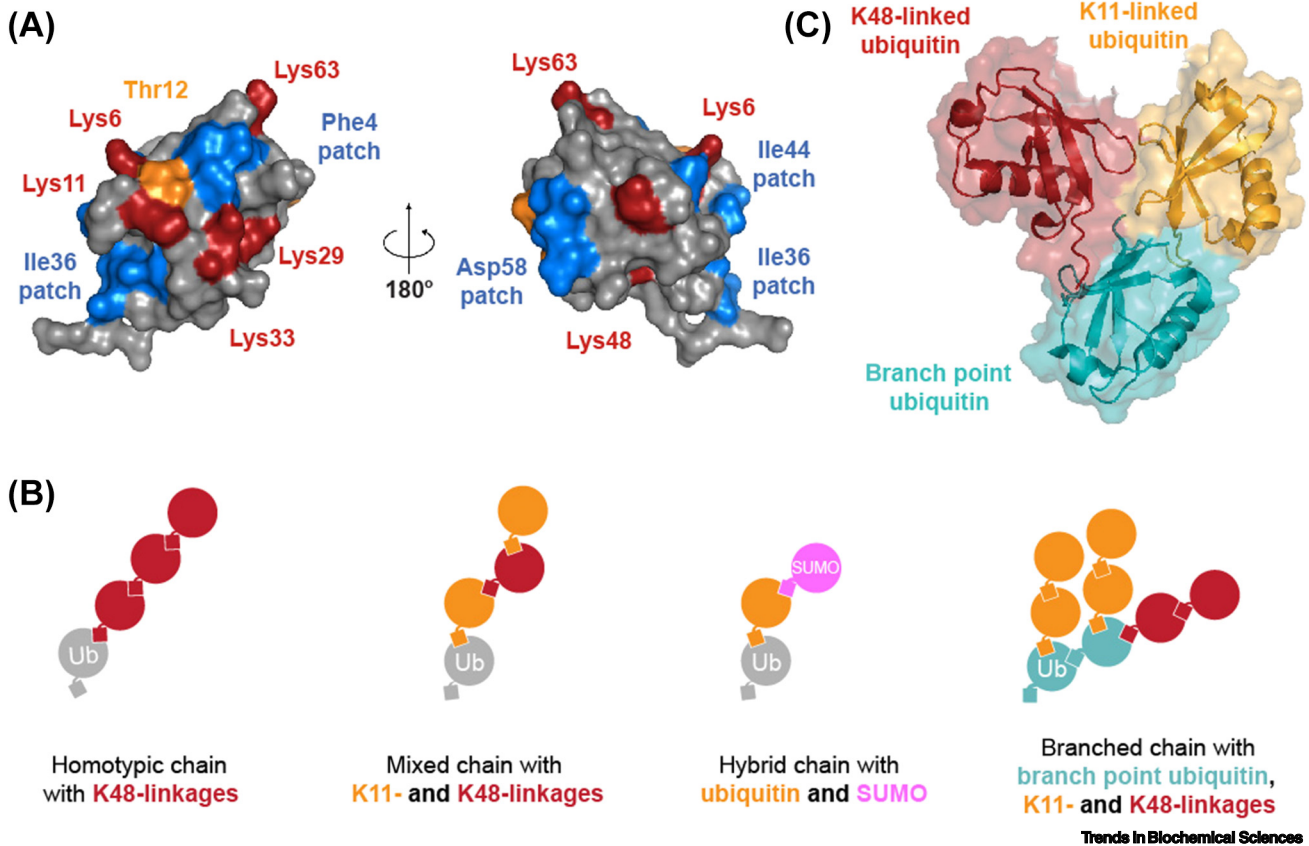 (A)
Lys63
Thr12
Lys6
Phe4
patch
Lys11
Ile36
patch
Lys29
Lys33
180º
Lys63
Lys6
Ile44
patch
Asp58
patch
Ile36
patch
Lys48
(C)
K48-linked
ubiquitin
K11-linked
ubiquitin
Branch point
ubiquitin
(B)
Ub
Homotypic chain
with K48-linkages
Ub
Mixed chain with
K11- and K48-linkages
SUMO
Ub
Hybrid chain with
ubiquitin and SUMO
Ub
Branched chain with
branch point ubiquitin,
K11- and K48-linkages
Trends in Biochemical Sciences